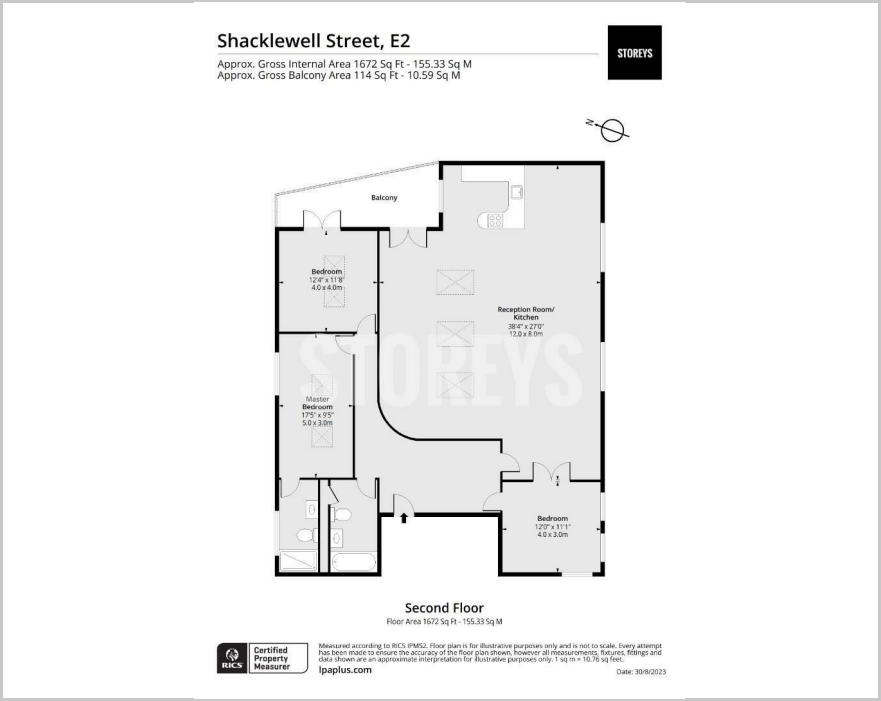 Shacklewell Street, E2
Approx. Gross Internal Area 1672 Sq Ft - 155.33 Sq M
Approx. Gross Balcony Area 114 Sq Ft - 10.59 Sq M
STOREYS
N
Balcony
Bedroom
12'4" x 11'8"
4.0 x 4.0m
Reception Room/
Kitchen
38'4" x 27'0"
12.0 x 8.0m
STOREYS
Master
Bedroom
17'5" x 9'5"
5.0 x 3.0m
Bedroom
12'0" x 11'1"
4.0 x 3.0m
Second Floor
Floor Area 1672 Sq Ft - 155.33 Sq M
RICS
Certified
Property
Measurer
Measured according to RICS IPMS2. Floor plan is for illustrative purposes only and is not to scale. Every attempt
has been made to ensure the accuracy of the floor plan shown, however all measurements, fixtures, fittings and
data shown are an approximate interpretation for illustrative purposes only. 1 sq m = 10.76 sq feet.
lpaplus.com
Date: 30/8/2023